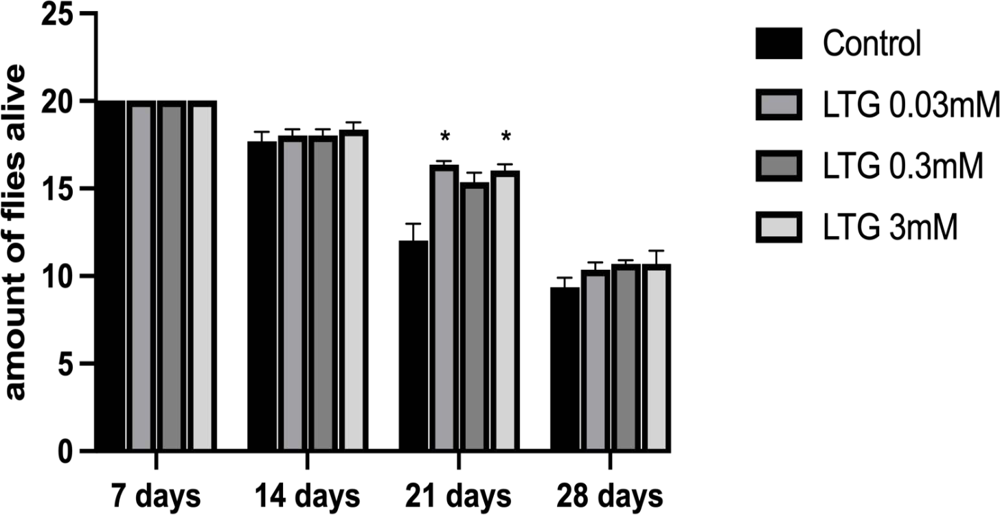 amount of flies alive
25
20
15
10
5
0
* *
7 days 14 days 21 days 28 days
Control
LTG 0.03mM
LTG 0.3mM
LTG 3mM